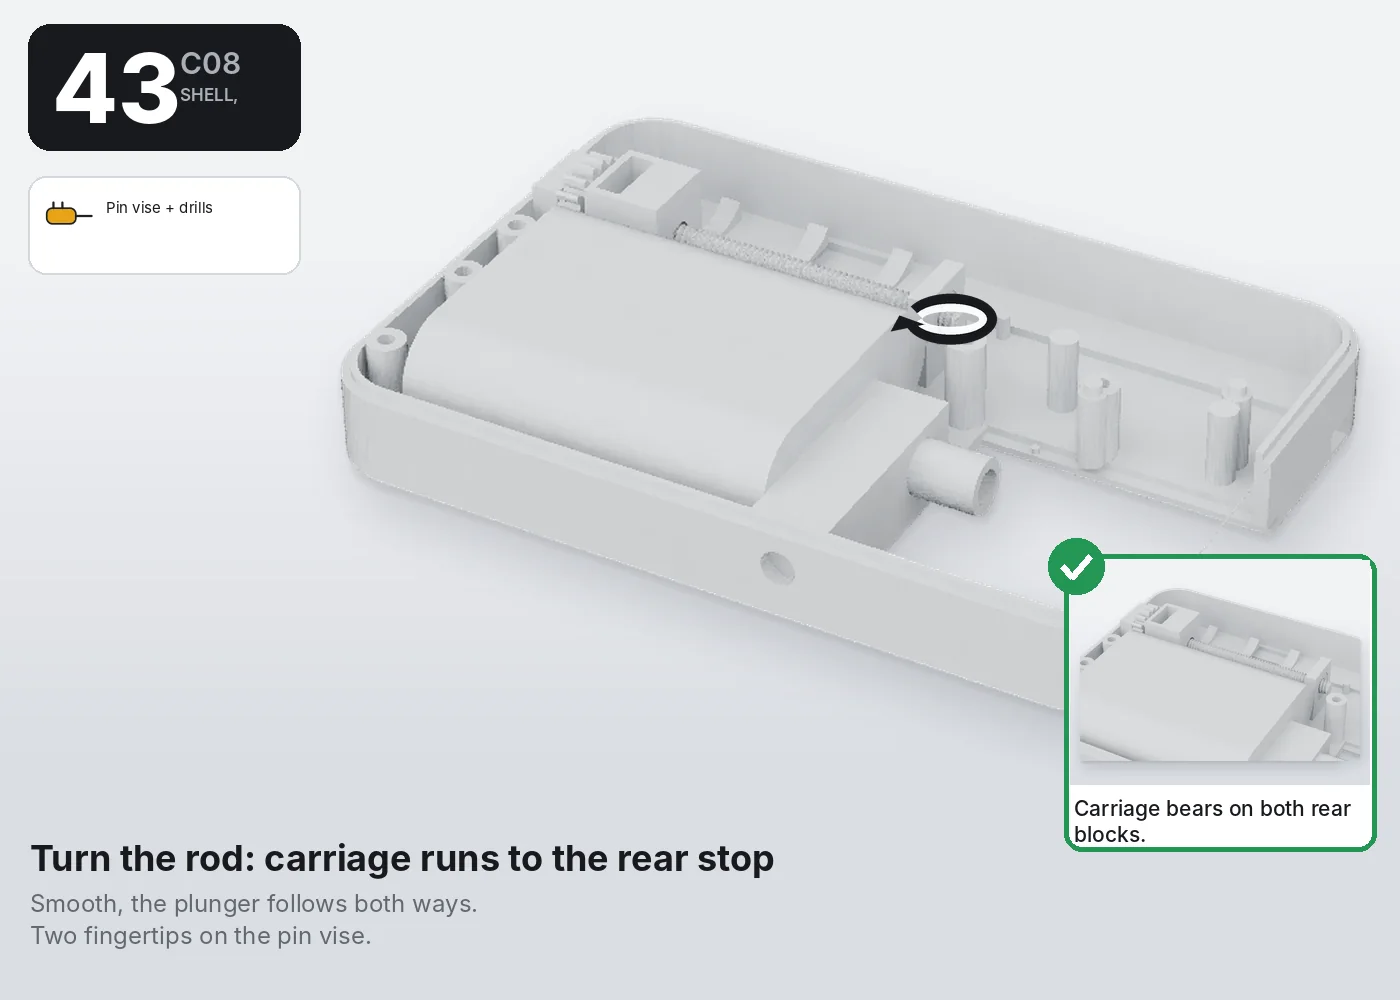 43
C08
SHELL,
Pin vise + drills
Carriage bears on both rear
blocks.
Turn the rod: carriage runs to the rear stop
Smooth, the plunger follows both ways.
Two fingertips on the pin vise.